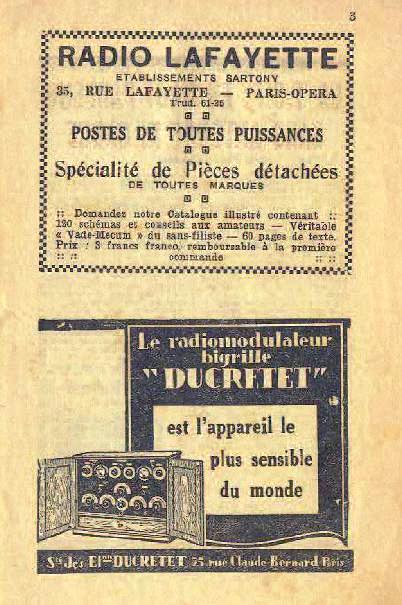 3
RADIO LAFAYETTE
ETABLISSEMENTS SARTONY
35, RUE LAFAYETTE — PARIS-OPERA
Trud. 61-25
POSTES DE TOUTES PUISSANCES
Spécialité de Pièces détachées
DE TOUTES MARQUES
:: Demandez notre Catalogue illustré contenant ::
120 schémas et conseils aux amateurs — Véritable
« Vade-Mecum » du sans-filiste — 60 pages de texte.
Prix : 3 francs franco, remboursable à la première
:: :: commande :: ::
Le radiomodulateur
bigrille
"DUCRETET"
est l'appareil le
plus sensible
du monde
Sté des Etnts DUCRETET 75 rue Claude-Bernard Paris